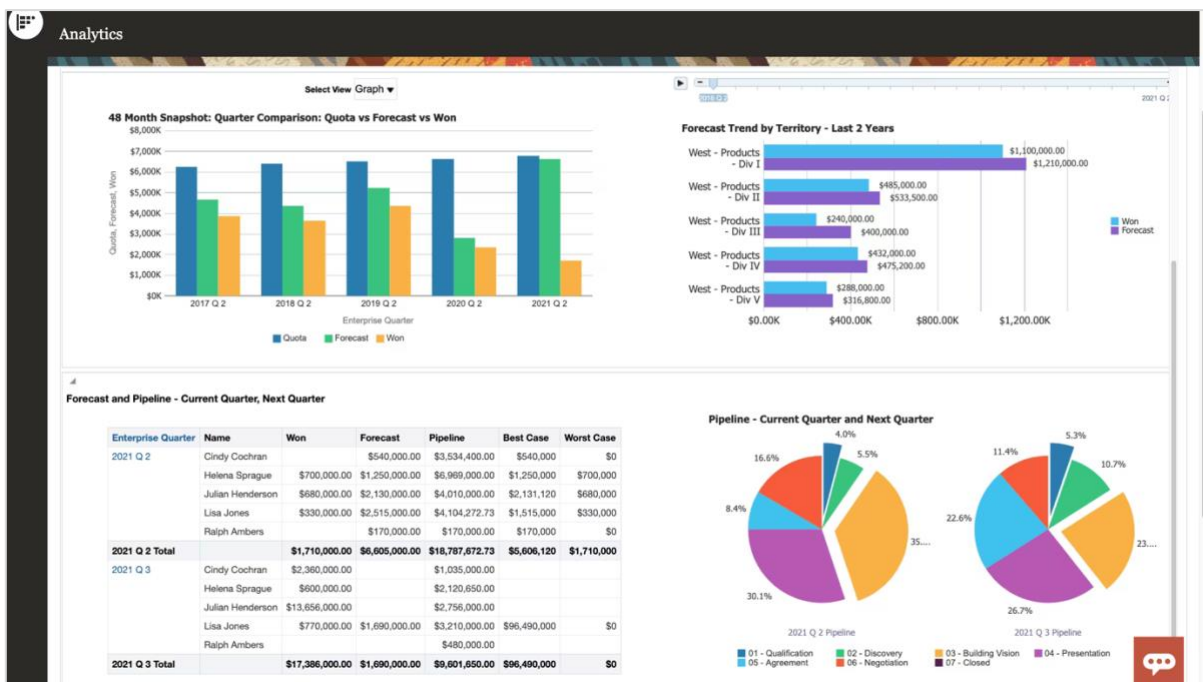 Analytics
Select View Graph
48 Month Snapshot: Quarter Comparison: Quota vs Forecast vs Won
$8,000K
$7,000K
$6,000K
$5,000K
$4,000K
$3,000K
$2,000K
$1,000K
$0K
Quota, Forecast, Won
2017 Q 2 2018 Q 2 2019 Q 2 2020 Q 2 2021 Q 2
Enterprise Quarter
Quota Forecast Won
2021 Q 2
Forecast Trend by Territory - Last 2 Years
West - Products
- Div I
$1,100,000.00
$1,210,000.00
West - Products
- Div II
$485,000.00
$533,500.00
West - Products
- Div III
$240,000.00
$400,000.00
West - Products
- Div IV
$432,000.00
$475,200.00
West - Products
- Div V
$288,000.00
$316,800.00
$0.00K $400.00K $800.00K $1,200.00K
Won
Forecast
Forecast and Pipeline - Current Quarter, Next Quarter
Enterprise Quarter Name Won Forecast Pipeline Best Case Worst Case
2021 Q 2 Cindy Cochran $540,000.00 $3,534,400.00 $540,000 $0
Helena Sprague $700,000.00 $1,250,000.00 $6,969,000.00 $1,250,000 $700,000
Julian Henderson $680,000.00 $2,130,000.00 $4,010,000.00 $2,131,120 $680,000
Lisa Jones $330,000.00 $2,515,000.00 $4,104,272.73 $1,515,000 $330,000
Ralph Ambers $170,000.00 $170,000.00 $170,000 $0
2021 Q 2 Total $1,710,000.00 $6,605,000.00 $18,787,672.73 $5,606,120 $1,710,000
2021 Q 3 Cindy Cochran $2,360,000.00 $1,035,000.00
Helena Sprague $600,000.00 $2,120,650.00
Julian Henderson $13,656,000.00 $2,756,000.00
Lisa Jones $770,000.00 $1,690,000.00 $3,210,000.00 $96,490,000 $0
Ralph Ambers $480,000.00
2021 Q 3 Total $17,386,000.00 $1,690,000.00 $9,601,650.00 $96,490,000 $0
Pipeline - Current Quarter and Next Quarter
4.0%
5.5%
16.6%
8.4%
35....
30.1%
2021 Q 2 Pipeline
5.3%
11.4%
10.7%
22.6%
23....
26.7%
2021 Q 3 Pipeline
01 - Qualification 02 - Discovery 03 - Building Vision 04 - Presentation
05 - Agreement 06 - Negotiation 07 - Closed